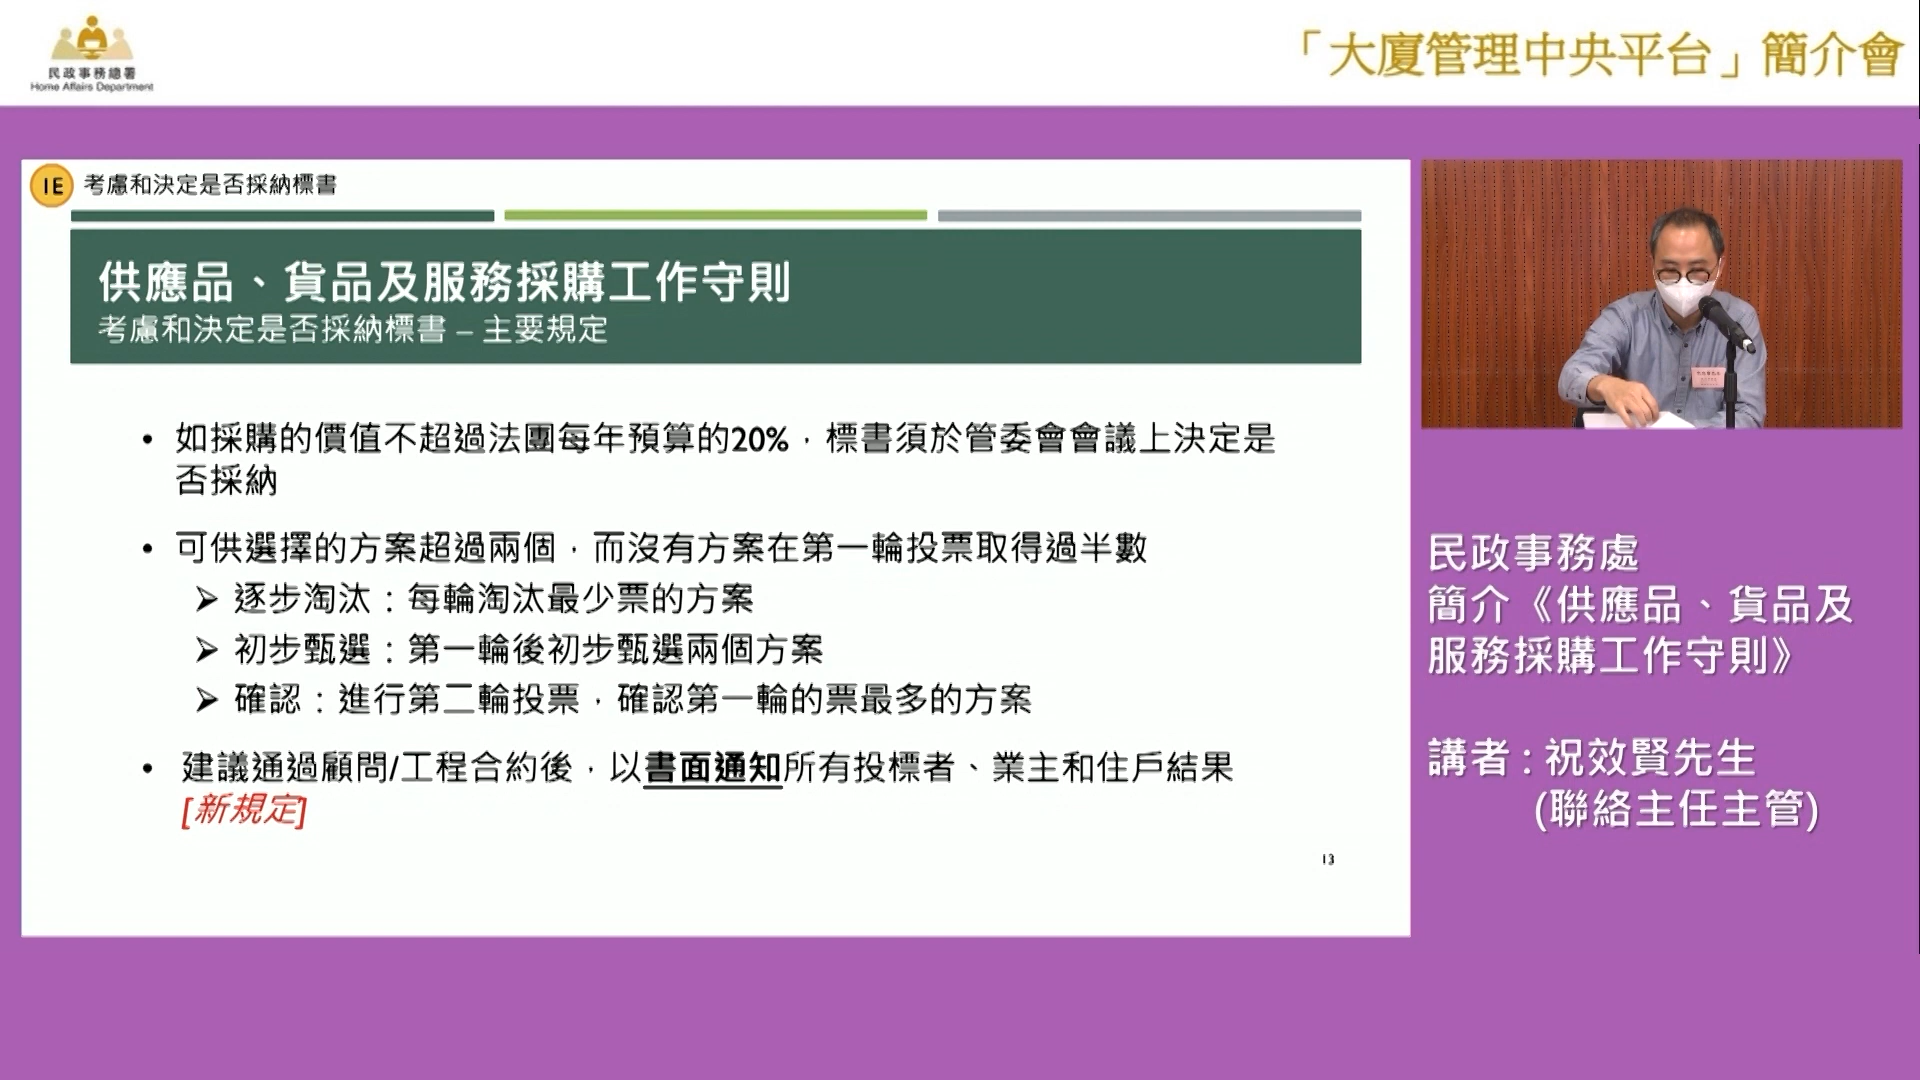 民政事務總署
Home Affairs Department
「大廈管理中央平台」簡介會
1E 考慮和決定是否採納標書
供應品、貨品及服務採購工作守則
考慮和決定是否採納標書 – 主要規定
• 如採購的價值不超過法團每年預算的20%，標書須於管委會會議上決定是
否採納
• 可供選擇的方案超過兩個，而沒有方案在第一輪投票取得過半數
➢ 逐步淘汰：每輪淘汰最少票的方案
➢ 初步甄選：第一輪後初步甄選兩個方案
➢ 確認：進行第二輪投票，確認第一輪的票最多的方案
• 建議通過顧問/工程合約後，以書面通知所有投標者、業主和住戶結果
[新規定]
13
民政事務處
簡介《供應品、貨品及
服務採購工作守則》
講者 : 祝效賢先生
(聯絡主任主管)